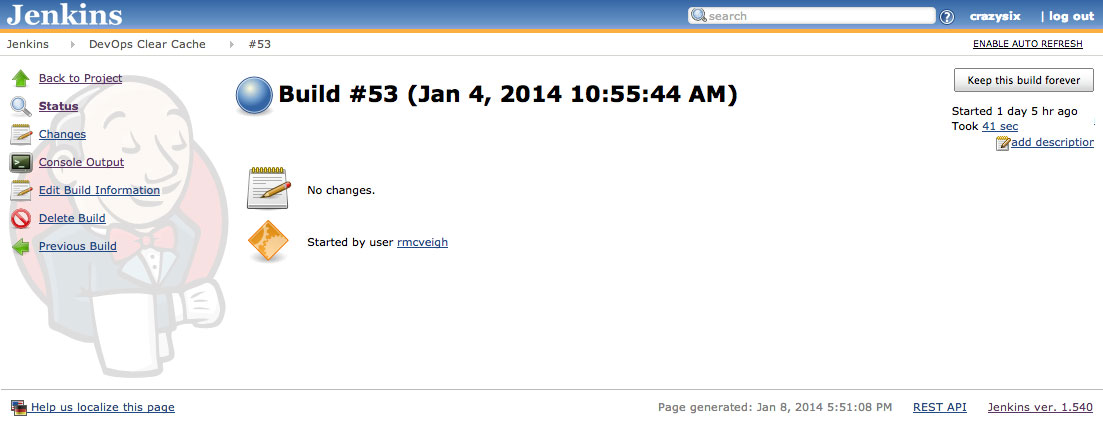 Jenkins
search
crazysix
| log out
Jenkins
DevOps Clear Cache
#53
ENABLE AUTO REFRESH
Back to Project
Status
Changes
Console Output
Edit Build Information
Delete Build
Previous Build
Build #53 (Jan 4, 2014 10:55:44 AM)
Keep this build forever
Started 1 day 5 hr ago
Took 41 sec
add description
No changes.
Started by user rmcveigh
Help us localize this page
Page generated: Jan 8, 2014 5:51:08 PM
REST API
Jenkins ver. 1.540